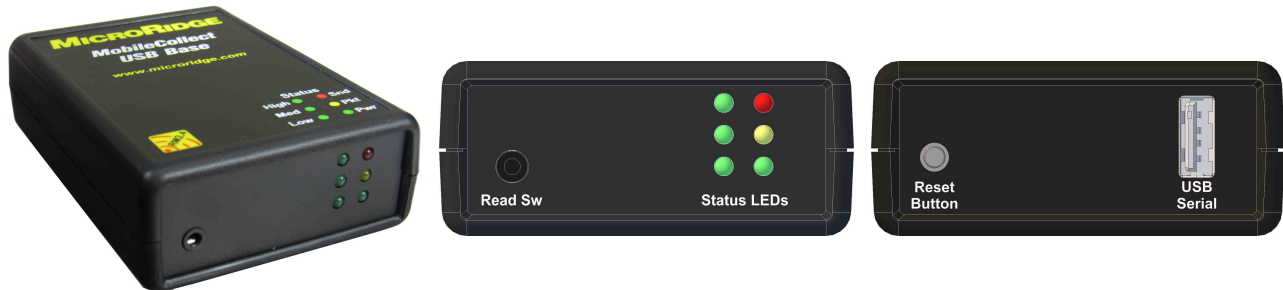 MICRORIDGE
MobileCollect
USB Base
www.microridge.com
Status
High Snd
Med Pkt
Low Pwr
Read Sw
Status LEDs
Reset
Button
USB
Serial